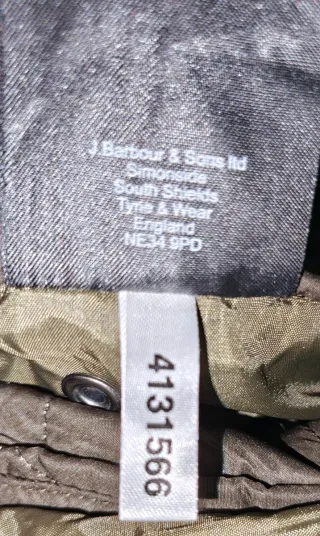 J.Barbour & Sons ltd
Simonside
South Shields
Tyne & Wear
England
NE34 9PD
4131566